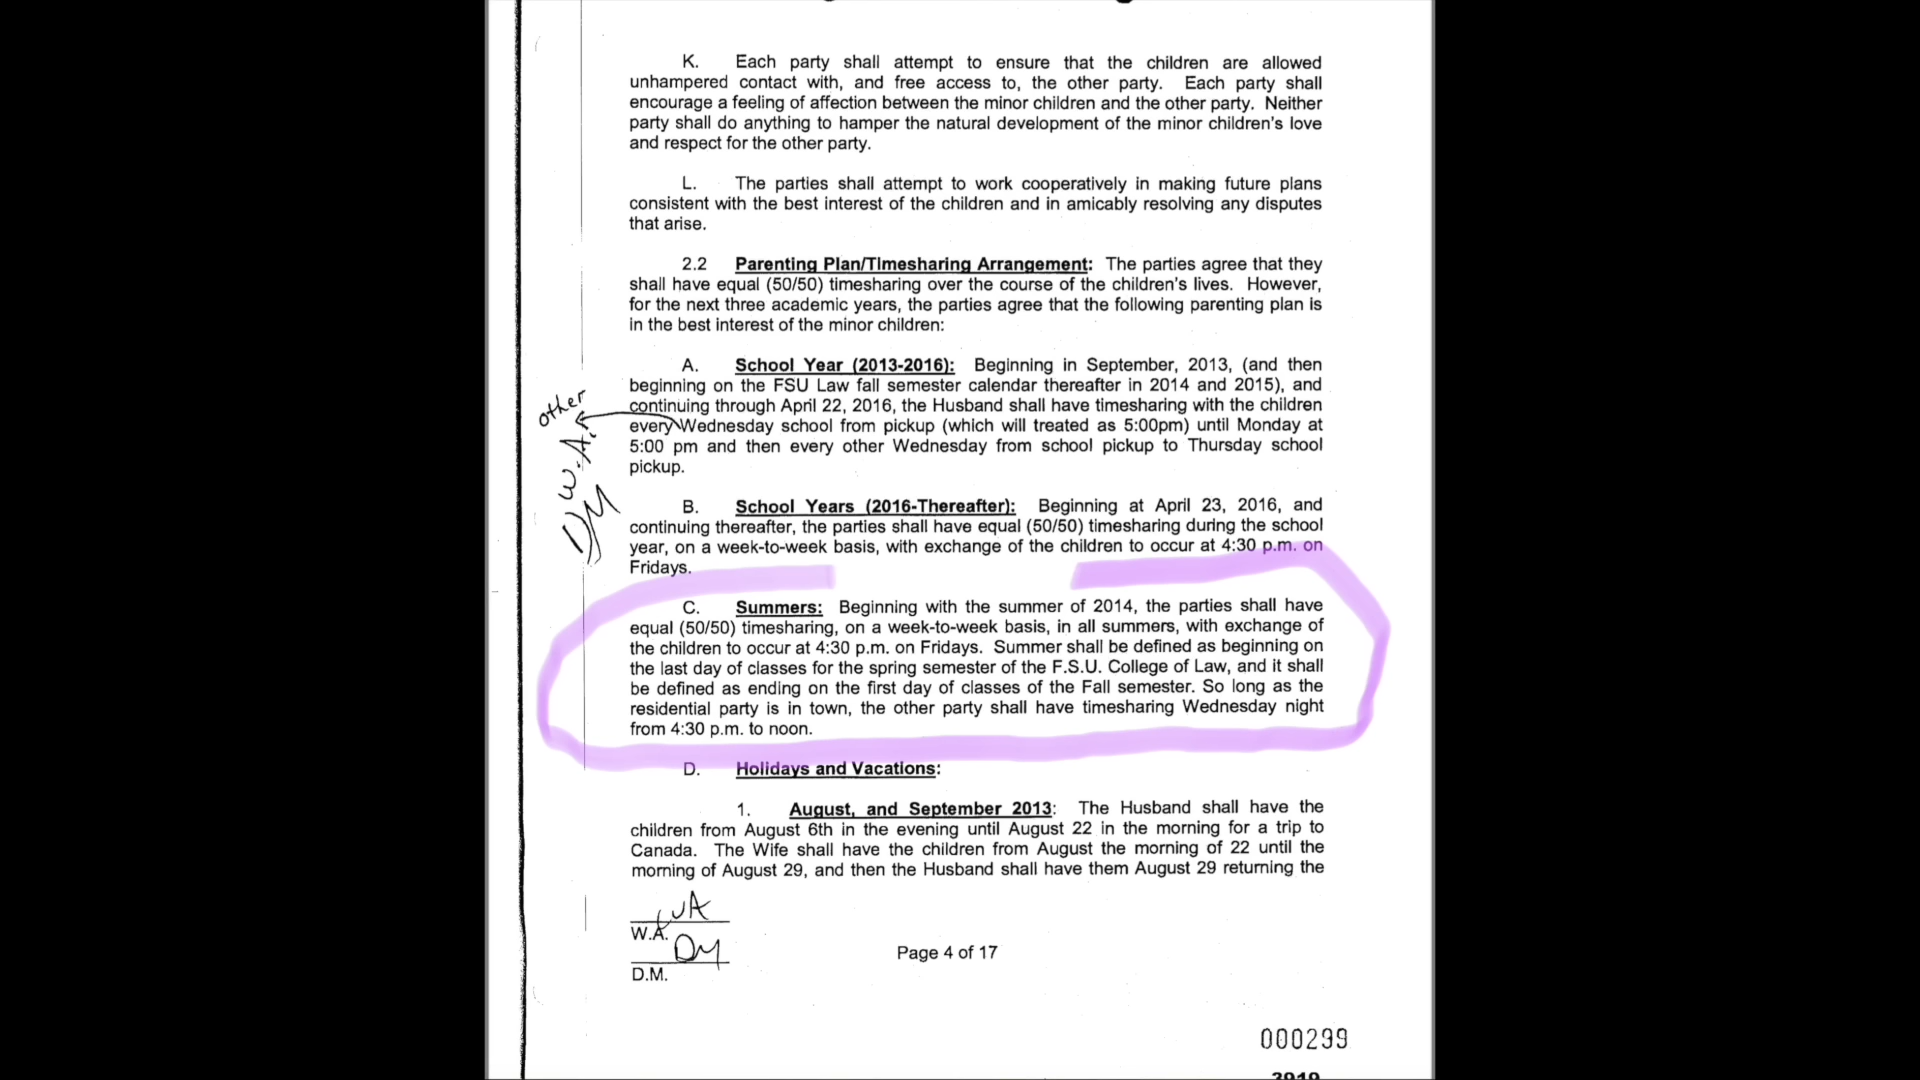 K. Each party shall attempt to ensure that the children are allowed
unhampered contact with, and free access to, the other party. Each party shall
encourage a feeling of affection between the minor children and the other party. Neither
party shall do anything to hamper the natural development of the minor children's love
and respect for the other party.
L. The parties shall attempt to work cooperatively in making future plans
consistent with the best interest of the children and in amicably resolving any disputes
that arise.
2.2 Parenting Plan/Timesharing Arrangement: The parties agree that they
shall have equal (50/50) timesharing over the course of the children's lives. However,
for the next three academic years, the parties agree that the following parenting plan is
in the best interest of the minor children:
A. School Year (2013-2016): Beginning in September, 2013, (and then
beginning on the FSU Law fall semester calendar thereafter in 2014 and 2015), and
continuing through April 22, 2016, the Husband shall have timesharing with the children
every Wednesday school from pickup (which will treated as 5:00pm) until Monday at
5:00 pm and then every other Wednesday from school pickup to Thursday school
pickup.
other
W.A.
DM
B. School Years (2016-Thereafter): Beginning at April 23, 2016, and
continuing thereafter, the parties shall have equal (50/50) timesharing during the school
year, on a week-to-week basis, with exchange of the children to occur at 4:30 p.m. on
Fridays.
C. Summers: Beginning with the summer of 2014, the parties shall have
equal (50/50) timesharing, on a week-to-week basis, in all summers, with exchange of
the children to occur at 4:30 p.m. on Fridays. Summer shall be defined as beginning on
the last day of classes for the spring semester of the F.S.U. College of Law, and it shall
be defined as ending on the first day of classes of the Fall semester. So long as the
residential party is in town, the other party shall have timesharing Wednesday night
from 4:30 p.m. to noon.
D. Holidays and Vacations:
1. August, and September 2013: The Husband shall have the
children from August 6th in the evening until August 22 in the morning for a trip to
Canada. The Wife shall have the children from August the morning of 22 until the
morning of August 29, and then the Husband shall have them August 29 returning the
WA
W.A.
DM
D.M.
Page 4 of 17
000299